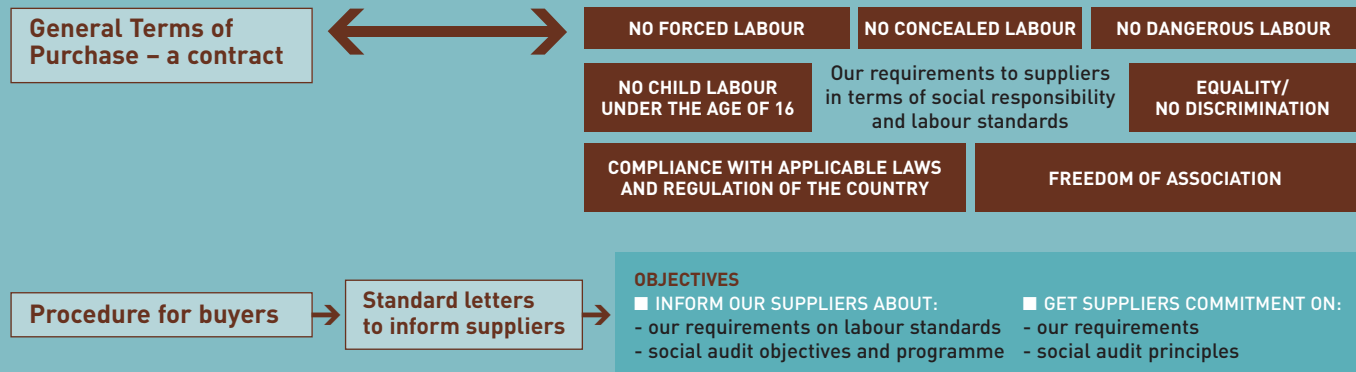 General Terms of
Purchase – a contract
NO FORCED LABOUR
NO CONCEALED LABOUR
NO DANGEROUS LABOUR
NO CHILD LABOUR
UNDER THE AGE OF 16
Our requirements to suppliers
in terms of social responsibility
and labour standards
EQUALITY/
NO DISCRIMINATION
COMPLIANCE WITH APPLICABLE LAWS
AND REGULATION OF THE COUNTRY
FREEDOM OF ASSOCIATION
Procedure for buyers
Standard letters
to inform suppliers
OBJECTIVES
■ INFORM OUR SUPPLIERS ABOUT:
- our requirements on labour standards
- social audit objectives and programme
■ GET SUPPLIERS COMMITMENT ON:
- our requirements
- social audit principles